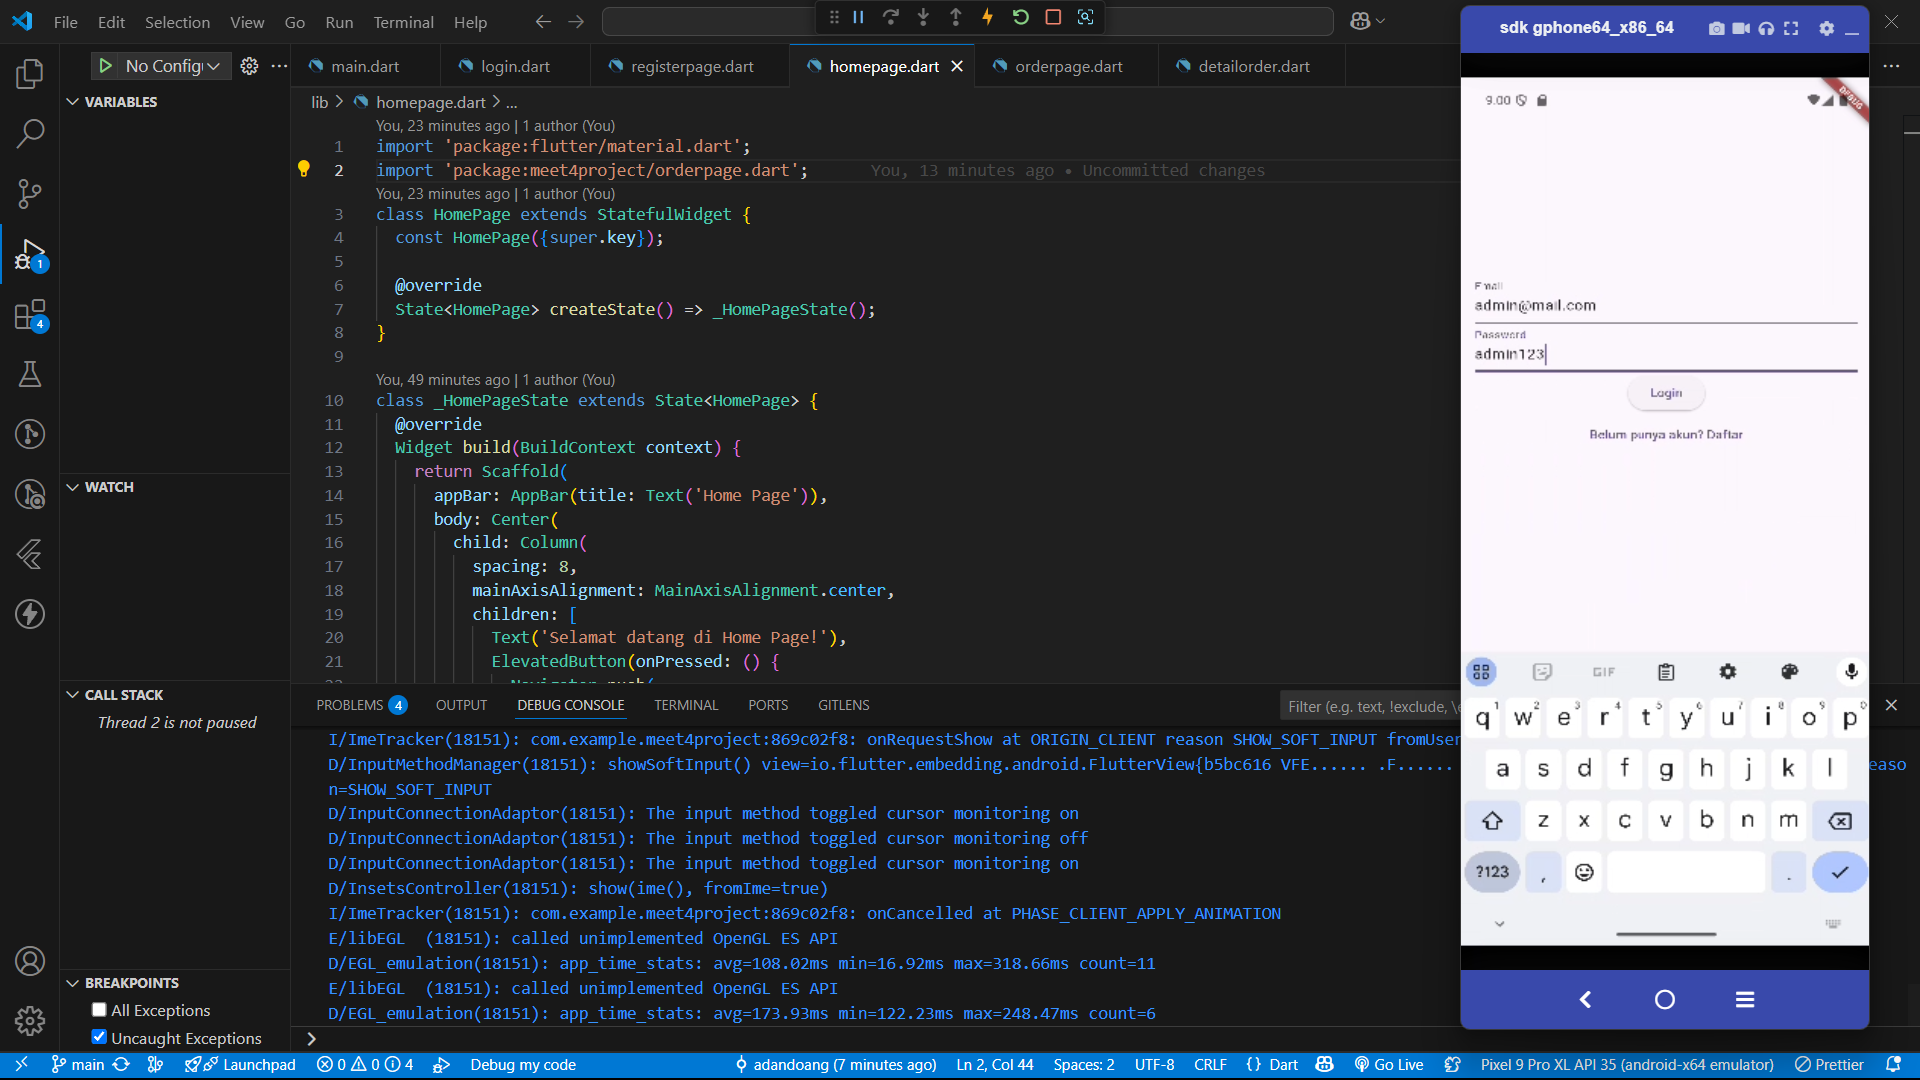 File Edit Selection View Go Run Terminal Help
No Config
main.dart login.dart registerpage.dart homepage.dart orderpage.dart detailorder.dart
lib > homepage.dart > ...
VARIABLES
You, 23 minutes ago | 1 author (You)
1 import 'package:flutter/material.dart';
2 import 'package:meet4project/orderpage.dart'; You, 13 minutes ago • Uncommitted changes
You, 23 minutes ago | 1 author (You)
3 class HomePage extends StatefulWidget {
4 const HomePage({super.key});
5
6 @override
7 State<HomePage> createState() => _HomePageState();
8 }
9
You, 49 minutes ago | 1 author (You)
10 class _HomePageState extends State<HomePage> {
11 @override
12 Widget build(BuildContext context) {
13 return Scaffold(
14 appBar: AppBar(title: Text('Home Page')),
15 body: Center(
16 child: Column(
17 spacing: 8,
18 mainAxisAlignment: MainAxisAlignment.center,
19 children: [
20 Text('Selamat datang di Home Page!'),
21 ElevatedButton(onPressed: () {
WATCH
CALL STACK
Thread 2 is not paused
BREAKPOINTS
All Exceptions
Uncaught Exceptions
1
4
PROBLEMS 4 OUTPUT DEBUG CONSOLE TERMINAL PORTS GITLENS
Filter (e.g. text, !exclude, \e
I/ImeTracker(18151): com.example.meet4project:869c02f8: onRequestShow at ORIGIN_CLIENT reason SHOW_SOFT_INPUT fromUser
D/InputMethodManager(18151): showSoftInput() view=io.flutter.embedding.android.FlutterView{b5bc616 VFE...... .F...... easo
n=SHOW_SOFT_INPUT
D/InputConnectionAdaptor(18151): The input method toggled cursor monitoring on
D/InputConnectionAdaptor(18151): The input method toggled cursor monitoring off
D/InputConnectionAdaptor(18151): The input method toggled cursor monitoring on
D/InsetsController(18151): show(ime(), fromIme=true)
I/ImeTracker(18151): com.example.meet4project:869c02f8: onCancelled at PHASE_CLIENT_APPLY_ANIMATION
E/libEGL (18151): called unimplemented OpenGL ES API
D/EGL_emulation(18151): app_time_stats: avg=108.02ms min=16.92ms max=318.66ms count=11
E/libEGL (18151): called unimplemented OpenGL ES API
D/EGL_emulation(18151): app_time_stats: avg=173.93ms min=122.23ms max=248.47ms count=6
sdk gphone64_x86_64
9.00
DEBUG
Email
admin@mail.com
Password
admin123
Login
Belum punya akun? Daftar
GIF
q1 w2 e3 r4 t5 y6 u7 i8 o9 p0
a s d f g h j k l
z x c v b n m
?123 , .
main Launchpad 0 0 4 Debug my code adandoang (7 minutes ago) Ln 2, Col 44 Spaces: 2 UTF-8 CRLF {} Dart Go Live Pixel 9 Pro XL API 35 (android-x64 emulator) Prettier